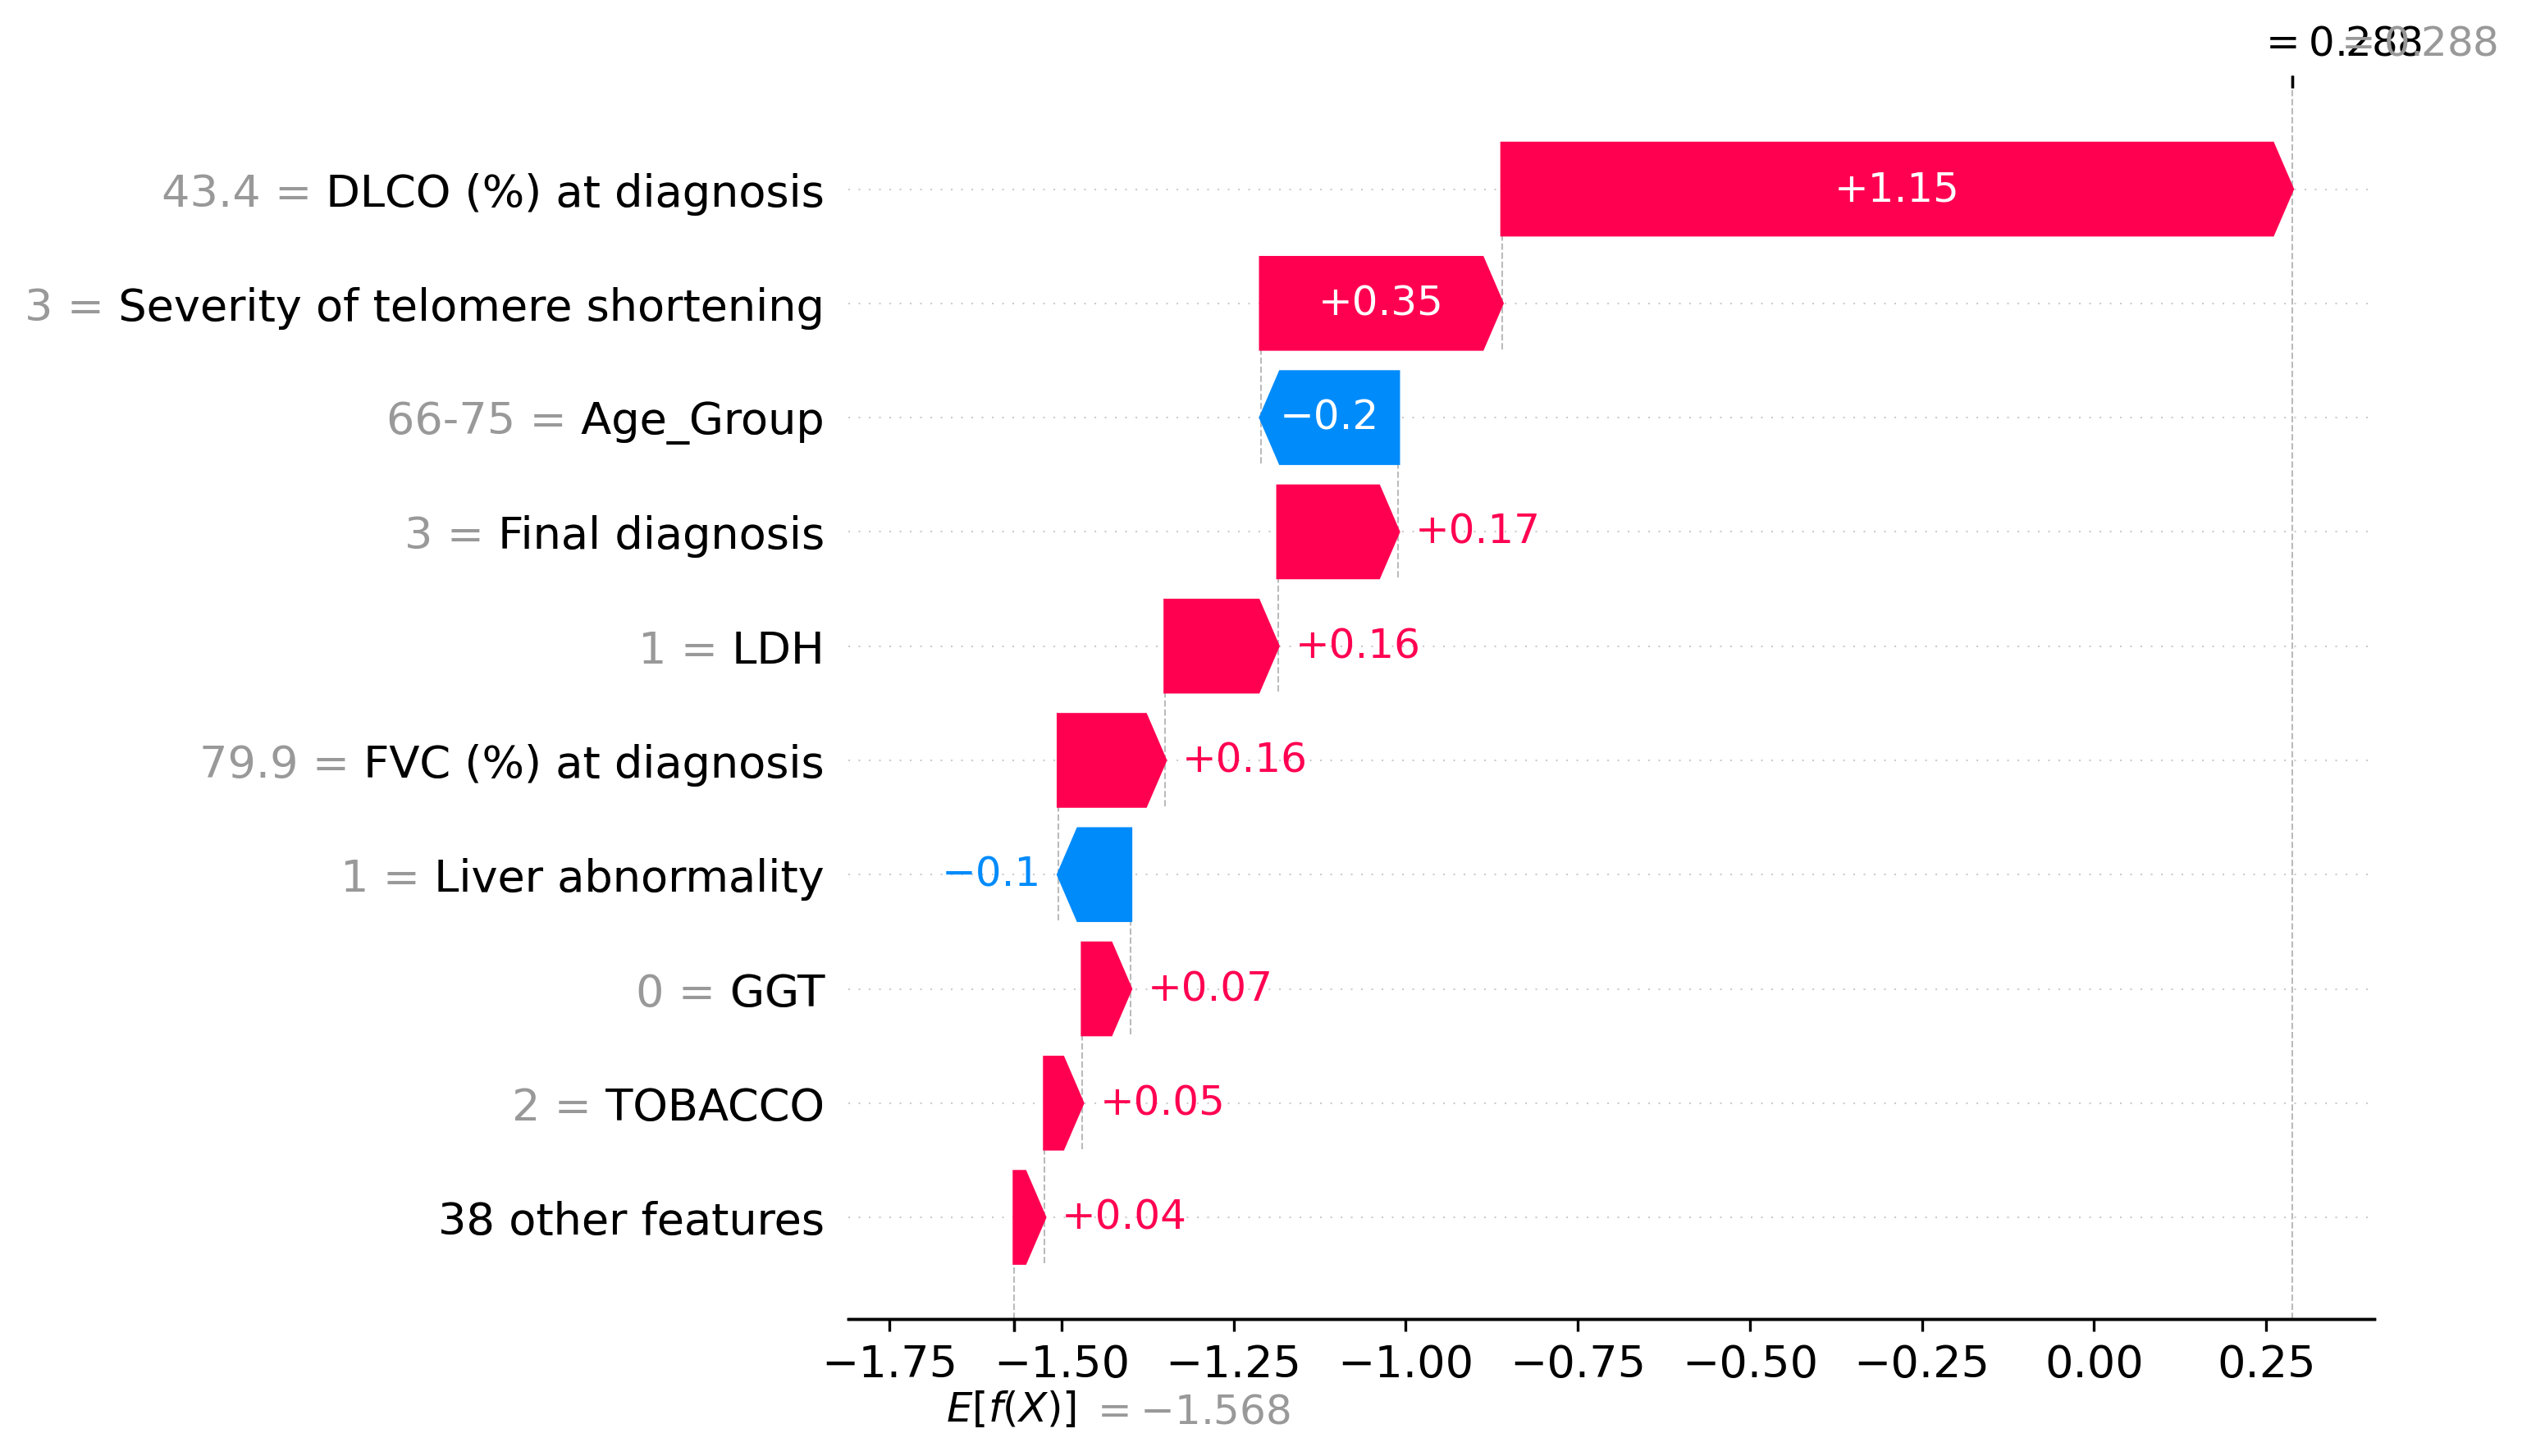 = 0.288 = 0.288
43.4 = DLCO (%) at diagnosis +1.15
3 = Severity of telomere shortening +0.35
66-75 = Age_Group −0.2
3 = Final diagnosis +0.17
1 = LDH +0.16
79.9 = FVC (%) at diagnosis +0.16
1 = Liver abnormality −0.1
0 = GGT +0.07
2 = TOBACCO +0.05
38 other features +0.04
−1.75 −1.50 −1.25 −1.00 −0.75 −0.50 −0.25 0.00 0.25
E[f(X)] = −1.568